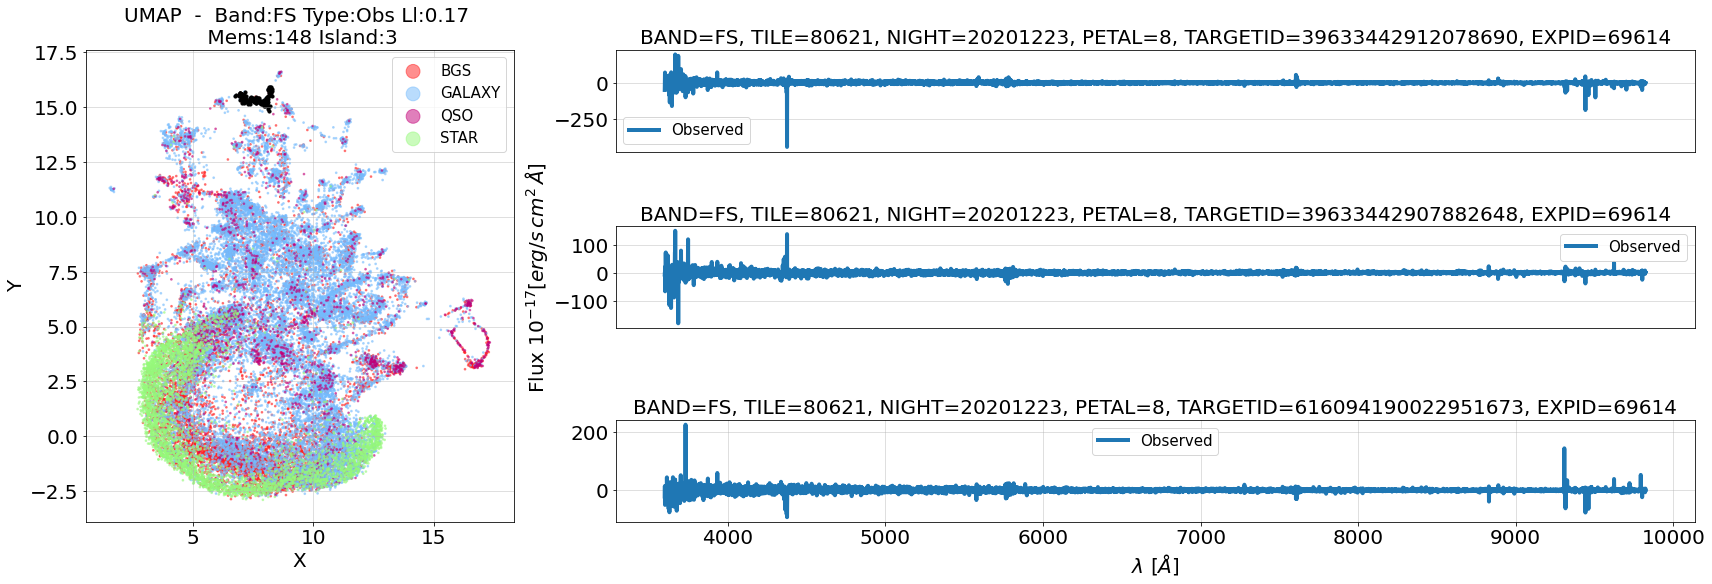 UMAP  -  Band:FS Type:Obs Ll:0.17
Mems:148 Island:3
17.5
15.0
12.5
10.0
7.5
5.0
2.5
0.0
−2.5
Y
5
10
15
X
BGS
GALAXY
QSO
STAR
Flux 10⁻¹⁷[erg/s cm² Å]
BAND=FS, TILE=80621, NIGHT=20201223, PETAL=8, TARGETID=39633442912078690, EXPID=69614
0
−250
Observed
BAND=FS, TILE=80621, NIGHT=20201223, PETAL=8, TARGETID=39633442907882648, EXPID=69614
100
0
−100
Observed
BAND=FS, TILE=80621, NIGHT=20201223, PETAL=8, TARGETID=616094190022951673, EXPID=69614
200
0
Observed
4000
5000
6000
7000
8000
9000
10000
λ [Å]